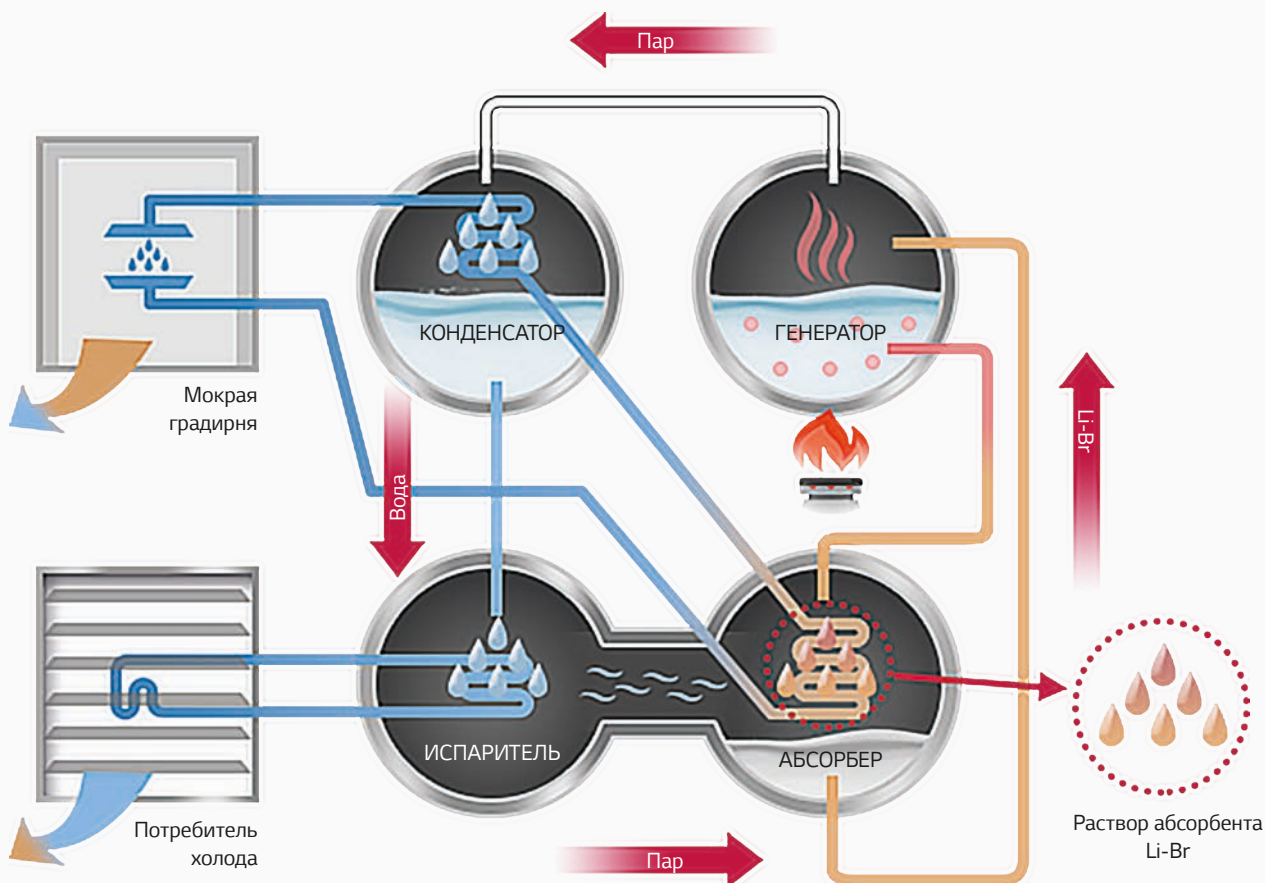 Пар
КОНДЕНСАТОР
ГЕНЕРАТОР
Мокрая
градирня
Вода
Li-Br
ИСПАРИТЕЛЬ
АБСОРБЕР
Потребитель
холода
Пар
Раствор абсорбента
Li-Br